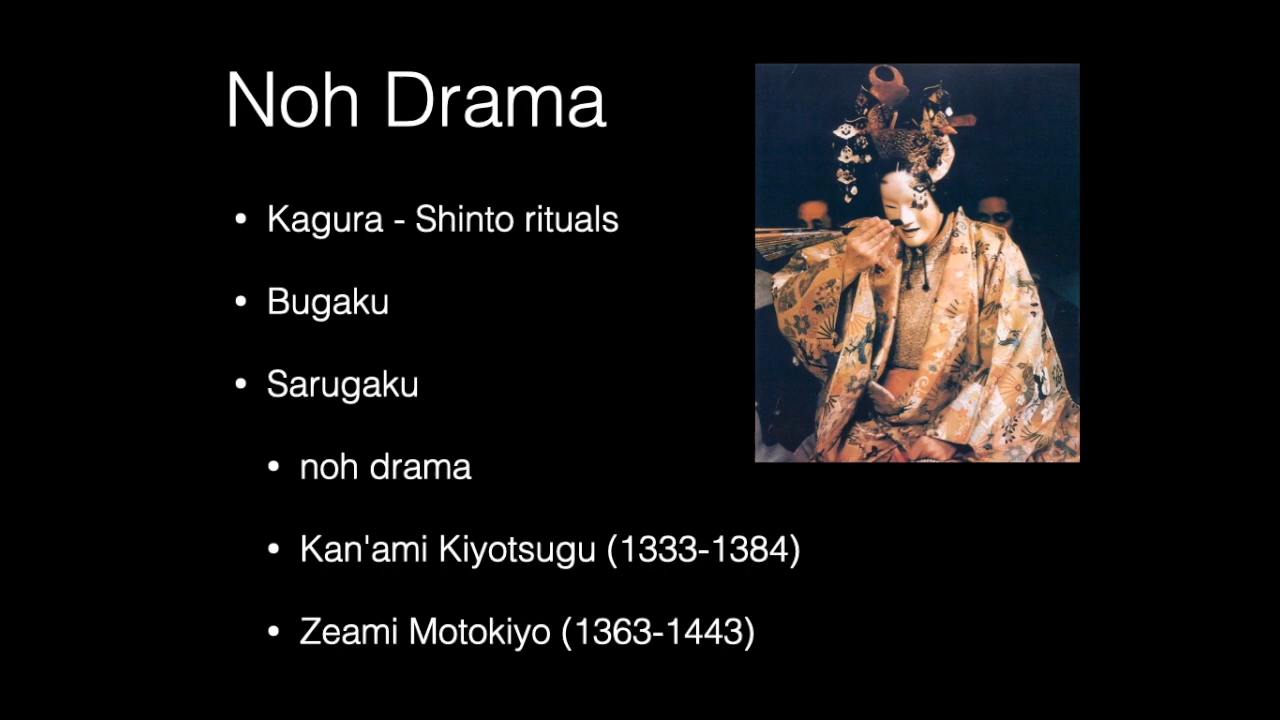 Noh Drama
• Kagura - Shinto rituals
• Bugaku
• Sarugaku
• noh drama
• Kan'ami Kiyotsugu (1333-1384)
• Zeami Motokiyo (1363-1443)